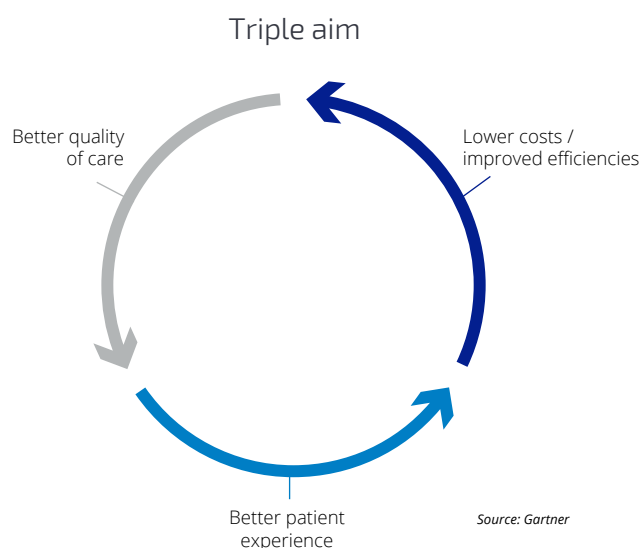 Triple aim
Better quality
of care
Lower costs /
improved efficiencies
Better patient
experience
Source: Gartner